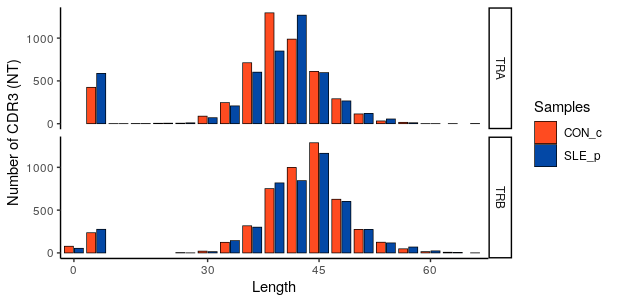 Number of CDR3 (NT)
1000
500
0
TRA
1000
500
0
TRB
0
30
45
60
Length
Samples
CON_c
SLE_p